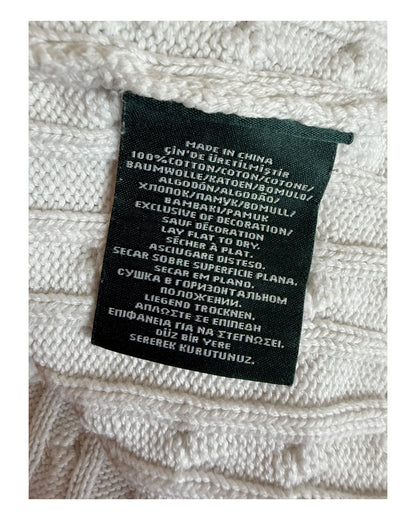 MADE IN CHINA
ÇİN'DE ÜRETİLMİŞTİR
100%COTTON/COTON/COTONE/
BAUMWOLLE/KATOEN/BOMULD/
ALGODÓN/ALGODÃO/
ХЛОПОК/ПАМУК/BOMULL/
BAMBAKI/PAMUK
EXCLUSIVE OF DECORATION/
SAUF DÉCORATION
LAY FLAT TO DRY.
SÉCHER À PLAT.
ASCIUGARE DISTESO.
SECAR SOBRE SUPERFICIE PLANA.
SECAR EM PLANO.
СУШКА В ГОРИЗОНТАЛЬНОМ
ПОЛОЖЕНИИ.
LIEGEND TROCKNEN.
ΑΠΛΩΣΤΕ ΣΕ ΕΠΙΠΕΔΗ
ΕΠΙΦΑΝΕΙΑ ΓΙΑ ΝΑ ΣΤΕΓΝΩΣΕΙ.
DÜZ BİR YERE
SEREREK KURUTUNUZ.